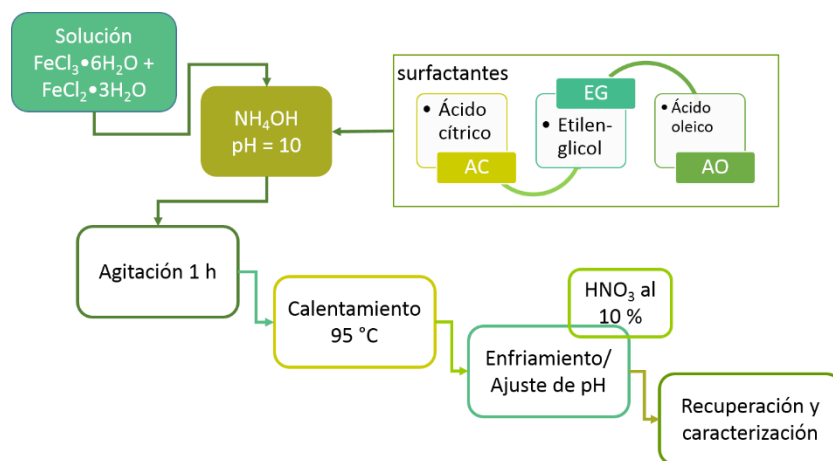 Solución
FeCl₃•6H₂O +
FeCl₂•3H₂O
NH₄OH
pH = 10
surfactantes
• Ácido
cítrico
AC
EG
• Etilen-
glicol
• Ácido
oleico
AO
Agitación 1 h
Calentamiento
95 °C
HNO₃ al
10 %
Enfriamiento/
Ajuste de pH
Recuperación y
caracterización